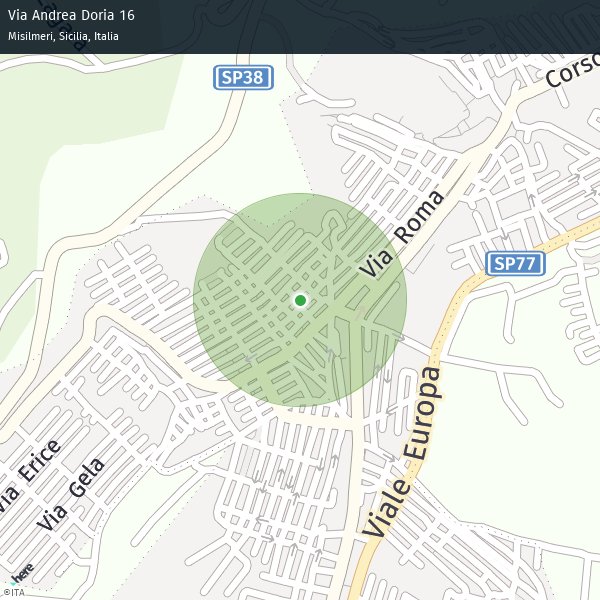 Via Andrea Doria 16
Misilmeri, Sicilia, Italia
SP38
Corso
Via Roma
SP77
Viale Europa
Via Erice
Via Gela
here
©ITA